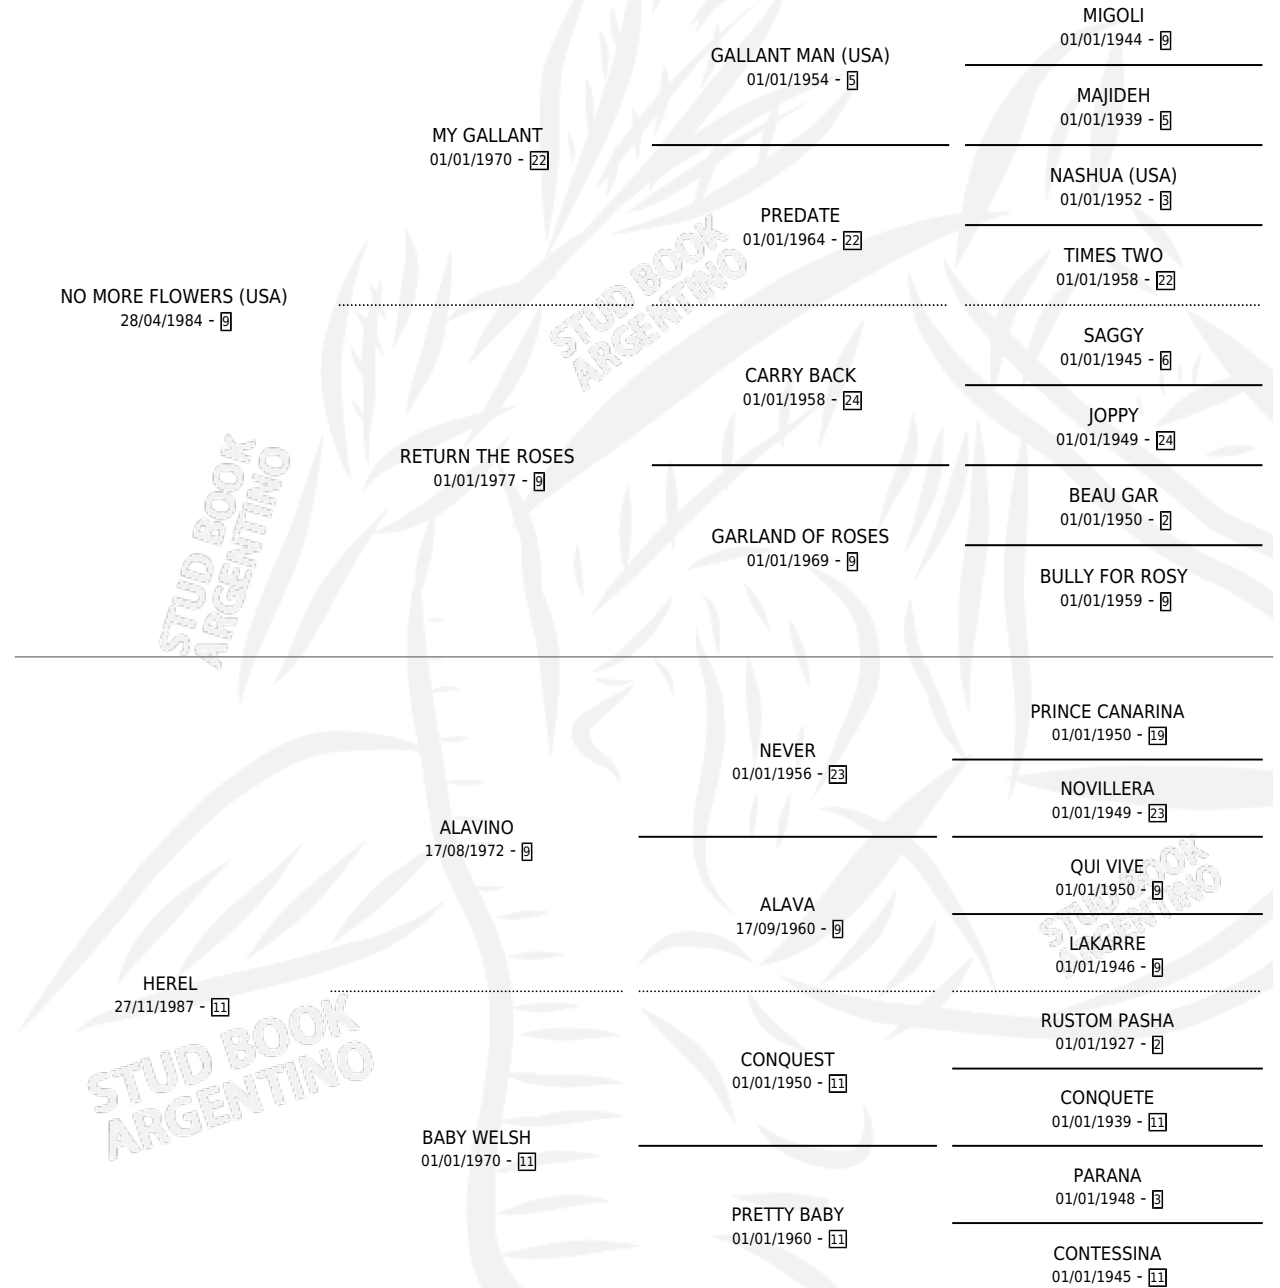 MIGOLI
01/01/1944 - 9
GALLANT MAN (USA)
01/01/1954 - 5
MAJIDEH
01/01/1939 - 5
MY GALLANT
01/01/1970 - 22
NASHUA (USA)
01/01/1952 - 3
PREDATE
01/01/1964 - 22
TIMES TWO
01/01/1958 - 22
NO MORE FLOWERS (USA)
28/04/1984 - 9
SAGGY
01/01/1945 - 6
CARRY BACK
01/01/1958 - 24
JOPPY
01/01/1949 - 24
RETURN THE ROSES
01/01/1977 - 9
BEAU GAR
01/01/1950 - 2
GARLAND OF ROSES
01/01/1969 - 9
BULLY FOR ROSY
01/01/1959 - 9
STUD BOOK
ARGENTINO
STUD BOOK
ARGENTINO
PRINCE CANARINA
01/01/1950 - 19
NEVER
01/01/1956 - 23
NOVILLERA
01/01/1949 - 23
ALAVINO
17/08/1972 - 9
QUI VIVE
01/01/1950 - 9
ALAVA
17/09/1960 - 9
LAKARRE
01/01/1946 - 9
HEREL
27/11/1987 - 11
RUSTOM PASHA
01/01/1927 - 2
CONQUEST
01/01/1950 - 11
CONQUETE
01/01/1939 - 11
BABY WELSH
01/01/1970 - 11
PARANA
01/01/1948 - 3
PRETTY BABY
01/01/1960 - 11
CONTESSINA
01/01/1945 - 11
STUD BOOK
ARGENTINO
STUD BOOK
ARGENTINO